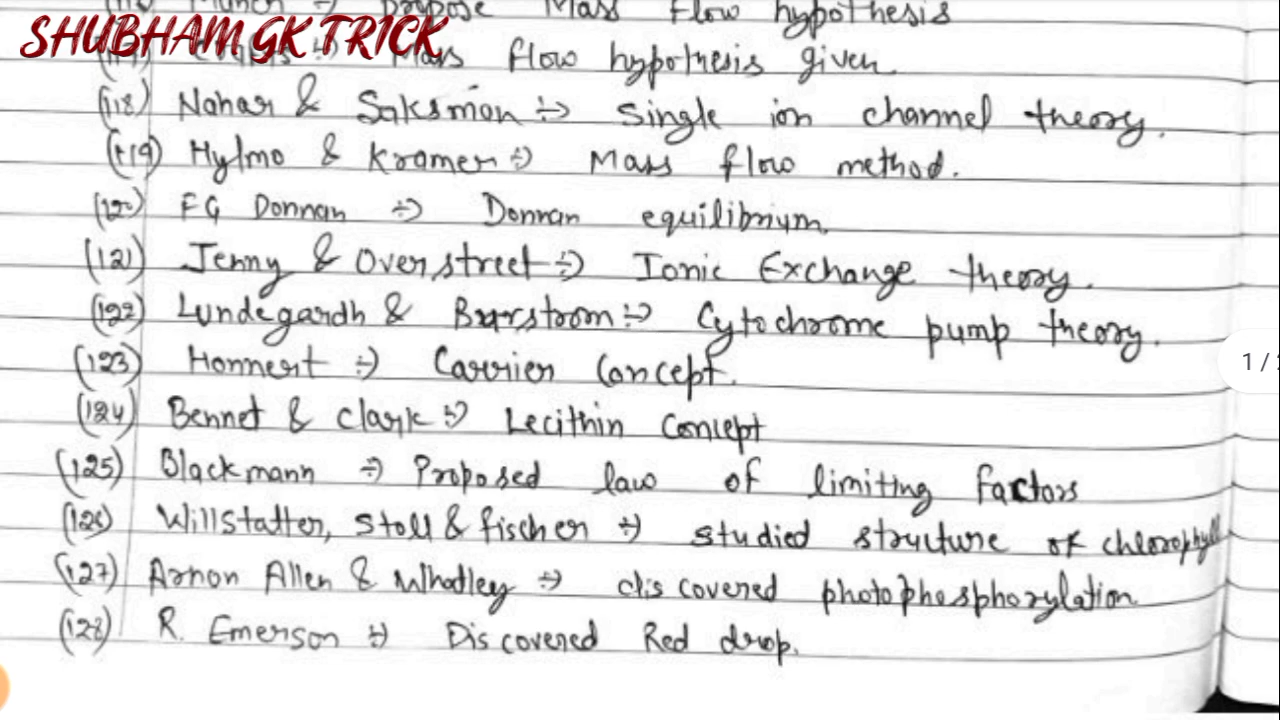 Propose Mass flow hypothesis
SHUBHAM GK TRICK
Mass flow hypothesis given.
(118) Nahar & Saksmon ÷> Single ion channel theory.
(119) Hylmo & Kramer ÷> Mass flow method.
(120) FG Donnan ÷> Donnan equilibrium.
(121) Jenny & Overstreet ÷> Ionic Exchange theory.
(122) Lundegardh & Burstrom ÷> Cytochrome pump theory.
(123) Honnert ÷> Carrier Concept.
(124) Bennet & Clark ÷> Lecithin Concept
(125) Blackmann ÷> Proposed law of limiting factors
(126) Willstatter, Stoll & fischer ÷> studied structure of chlorophyll
(127) Arnon Allen & Whatley ÷> discovered photophosphorylation
(128) R. Emerson ÷> Discovered Red drop.
1 /